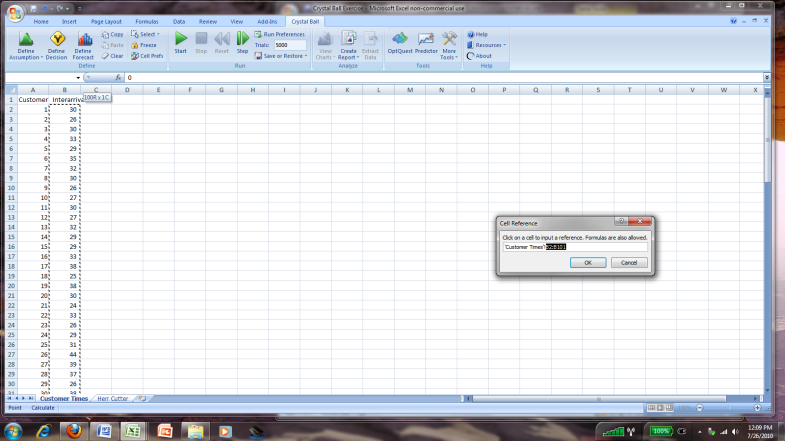 Crystal Ball Exercise - Microsoft Excel non-commercial use
Home Insert Page Layout Formulas Data Review View Add-Ins Crystal Ball
Define Assumption Define Decision Define Forecast
Copy Paste Clear
Select Freeze Cell Prefs
Start Stop Reset Step
Run Preferences
Trials: 5000
Save or Restore
View Charts Create Report Extract Data
OptQuest Predictor More Tools
Help
Resources
About
Define Run Analyze Tools Help
fx 0
A B C D E F G H I J K L M N O P Q R S T U V W X
1 Customer Interarriva
100R x 1C
2 1 30
3 2 26
4 3 30
5 4 33
6 5 29
7 6 35
8 7 32
9 8 30
10 9 26
11 10 27
12 11 30
13 12 27
14 13 32
15 14 29
16 15 29
17 16 33
18 17 38
19 18 25
20 19 38
21 20 30
22 21 24
23 22 33
24 23 26
25 24 29
26 25 31
27 26 44
28 27 39
29 28 37
30 29 26
31 30 38
Cell Reference
Click on a cell to input a reference. Formulas are also allowed.
'Customer Times'!B2:B101
OK Cancel
Customer Times Herr Cutter
Point Calculate
100%
12:09 PM
7/26/2010